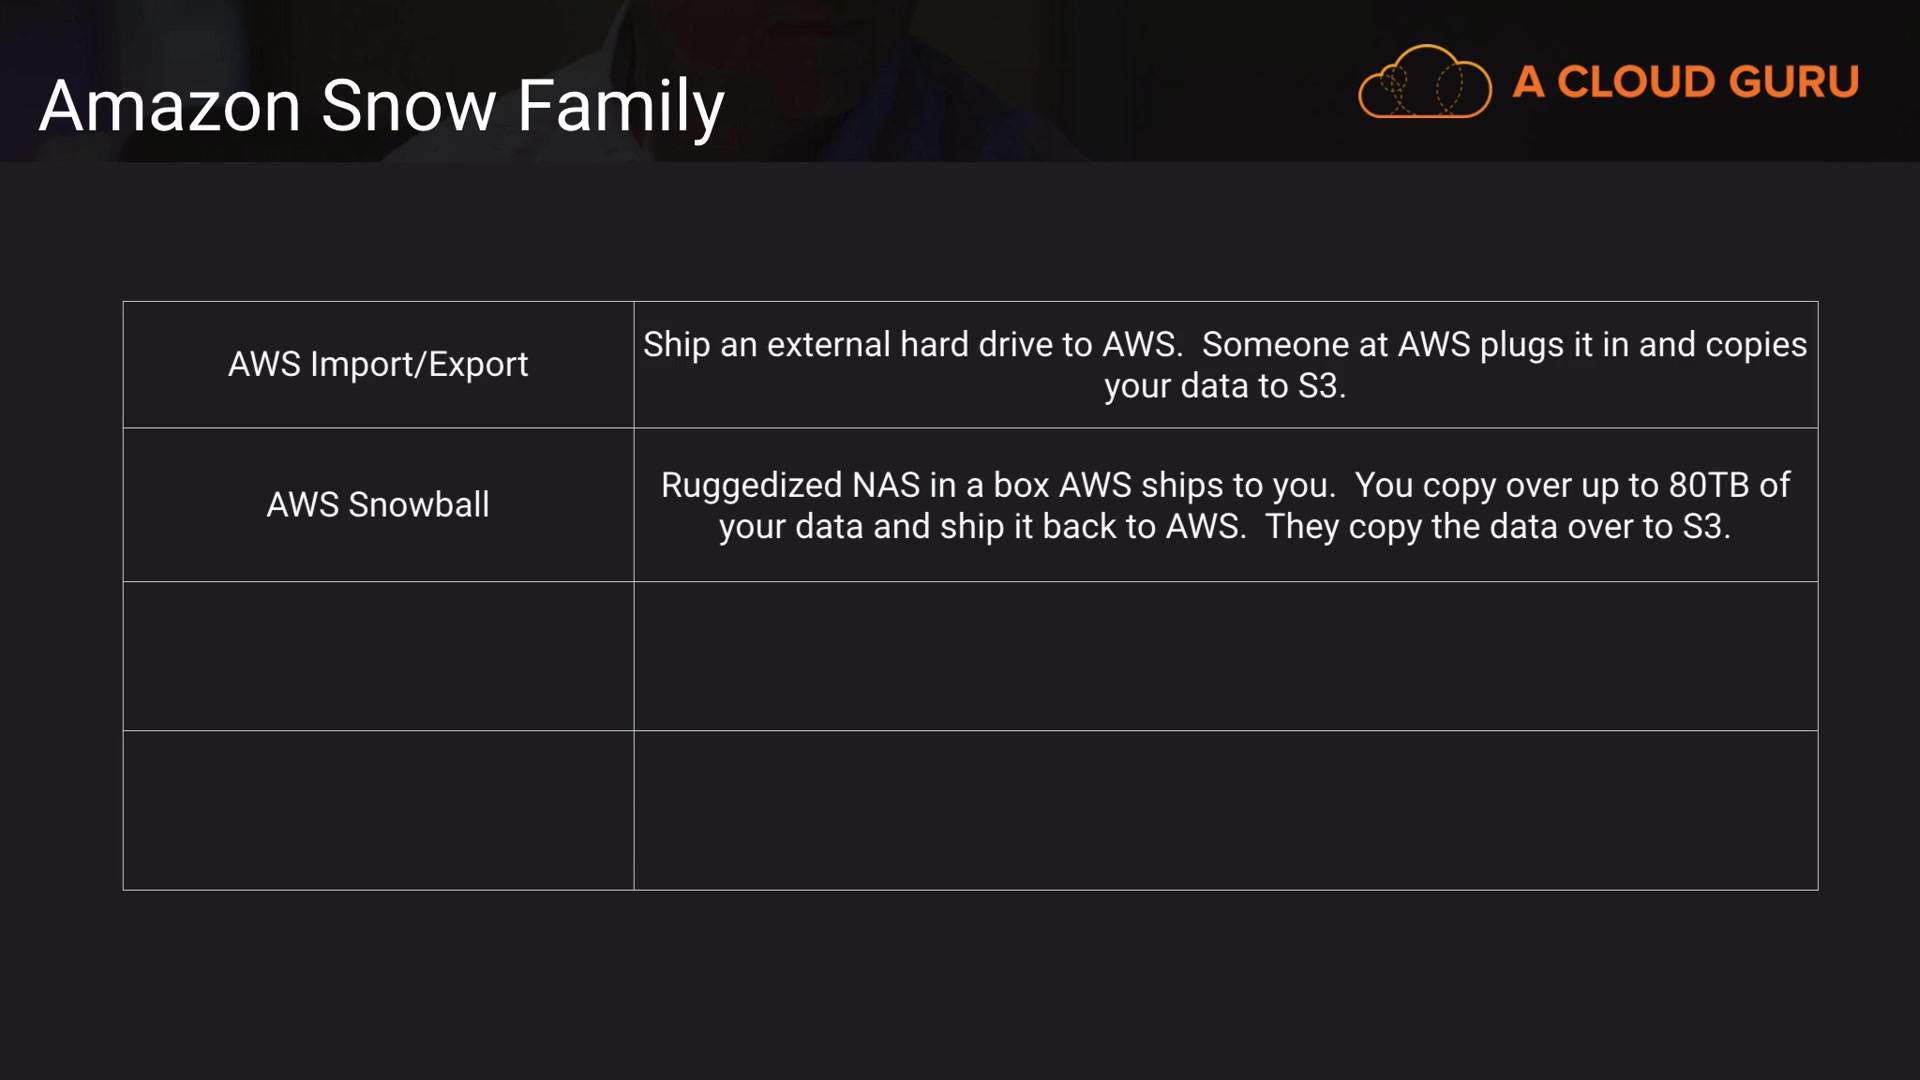 Amazon Snow Family
A CLOUD GURU
AWS Import/Export
Ship an external hard drive to AWS.  Someone at AWS plugs it in and copies
your data to S3.
AWS Snowball
Ruggedized NAS in a box AWS ships to you.  You copy over up to 80TB of
your data and ship it back to AWS.  They copy the data over to S3.